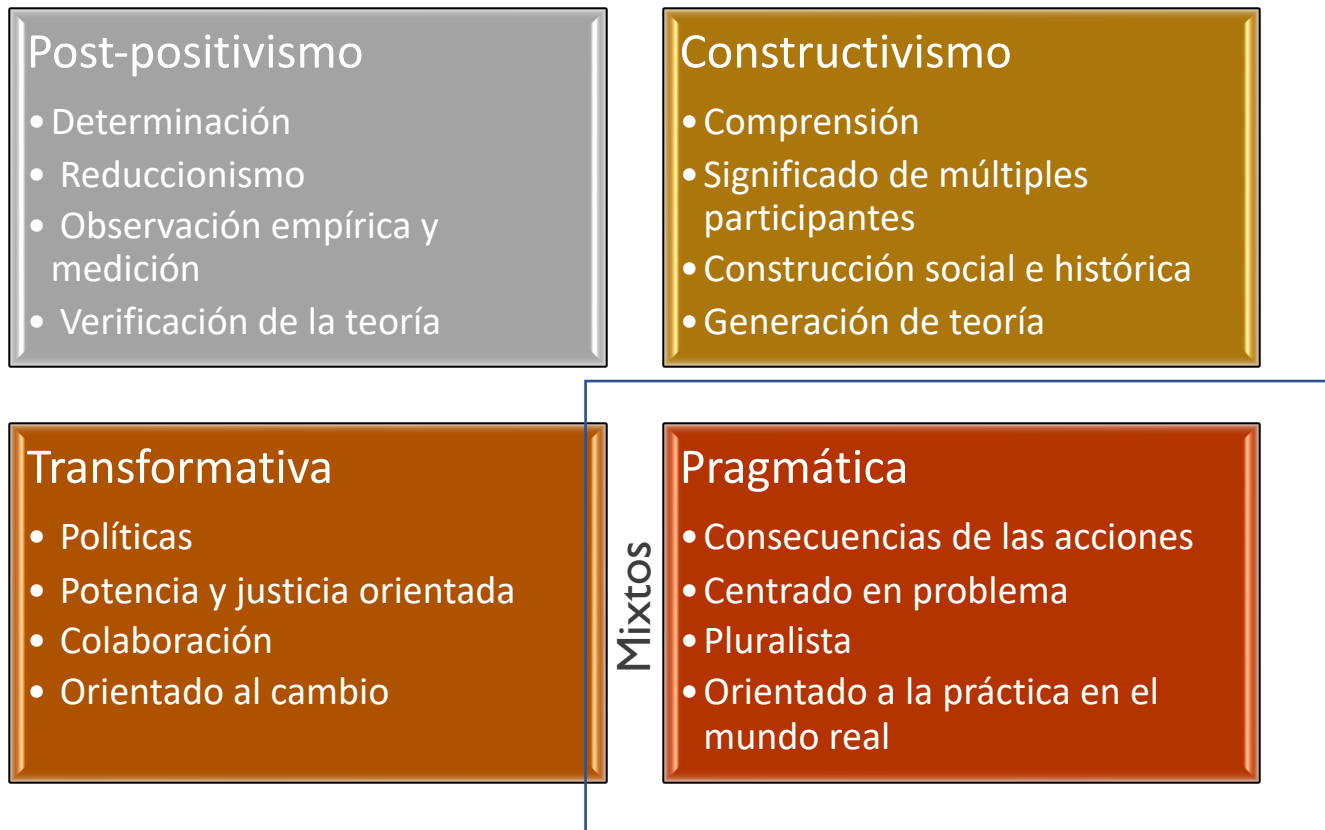 Post-positivismo
• Determinación
• Reduccionismo
• Observación empírica y
medición
• Verificación de la teoría
Constructivismo
• Comprensión
• Significado de múltiples
participantes
• Construcción social e histórica
• Generación de teoría
Transformativa
• Políticas
• Potencia y justicia orientada
• Colaboración
• Orientado al cambio
Mixtos
Pragmática
• Consecuencias de las acciones
• Centrado en problema
• Pluralista
• Orientado a la práctica en el
mundo real